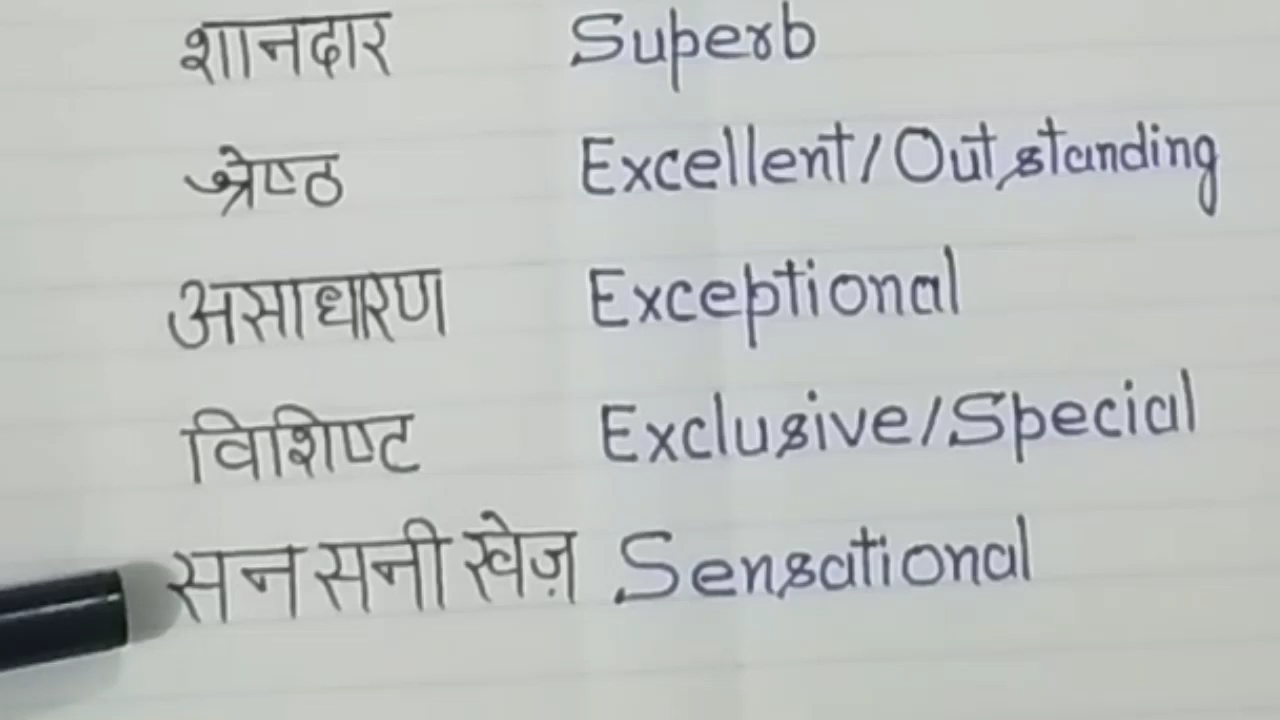 शानदार Superb
श्रेष्ठ Excellent/Outstanding
असाधारण Exceptional
विशिष्ट Exclusive/Special
सनसनीखेज़ Sensational